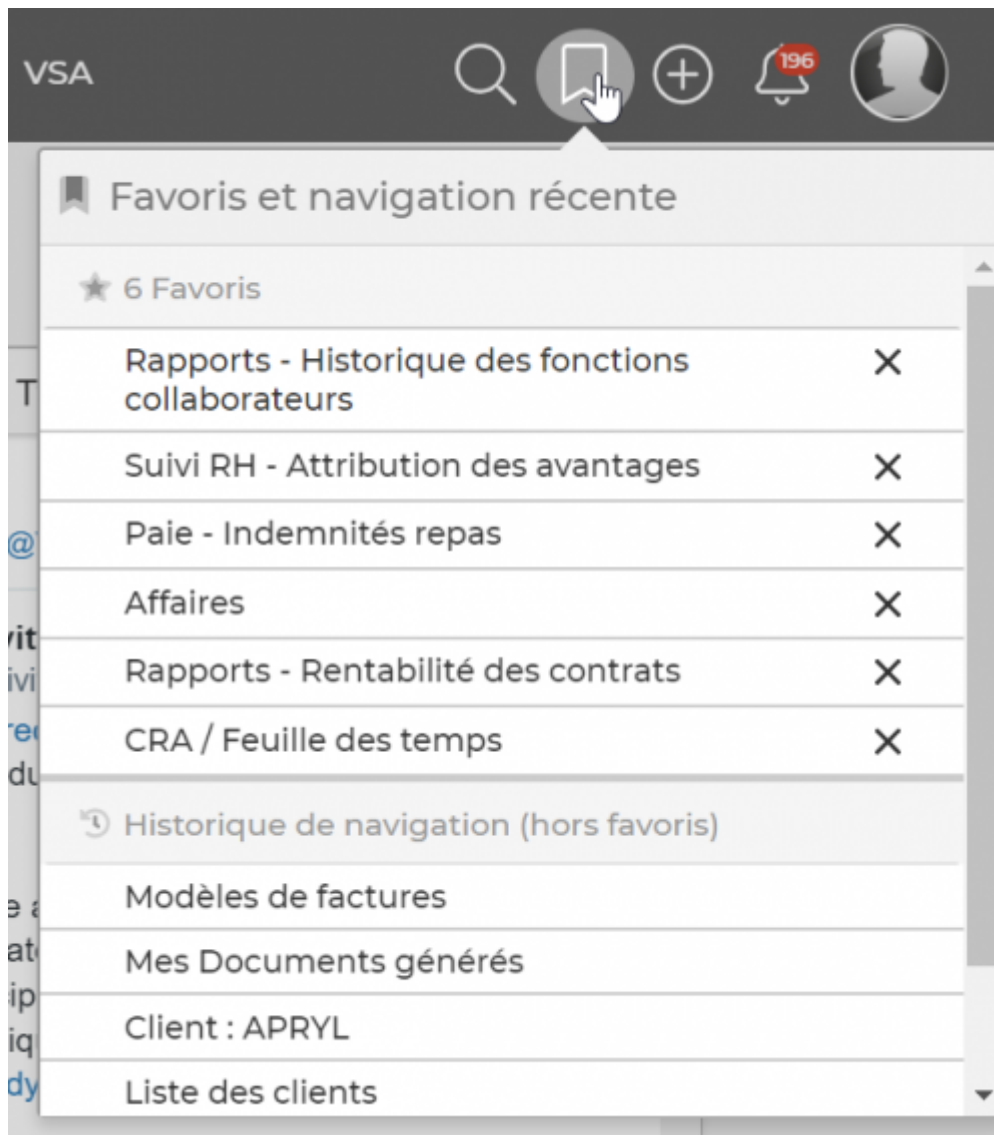 VSA
196
Favoris et navigation récente
6 Favoris
Rapports - Historique des fonctions
collaborateurs
Suivi RH - Attribution des avantages
Paie - Indemnités repas
Affaires
Rapports - Rentabilité des contrats
CRA / Feuille des temps
Historique de navigation (hors favoris)
Modèles de factures
Mes Documents générés
Client : APRYL
Liste des clients